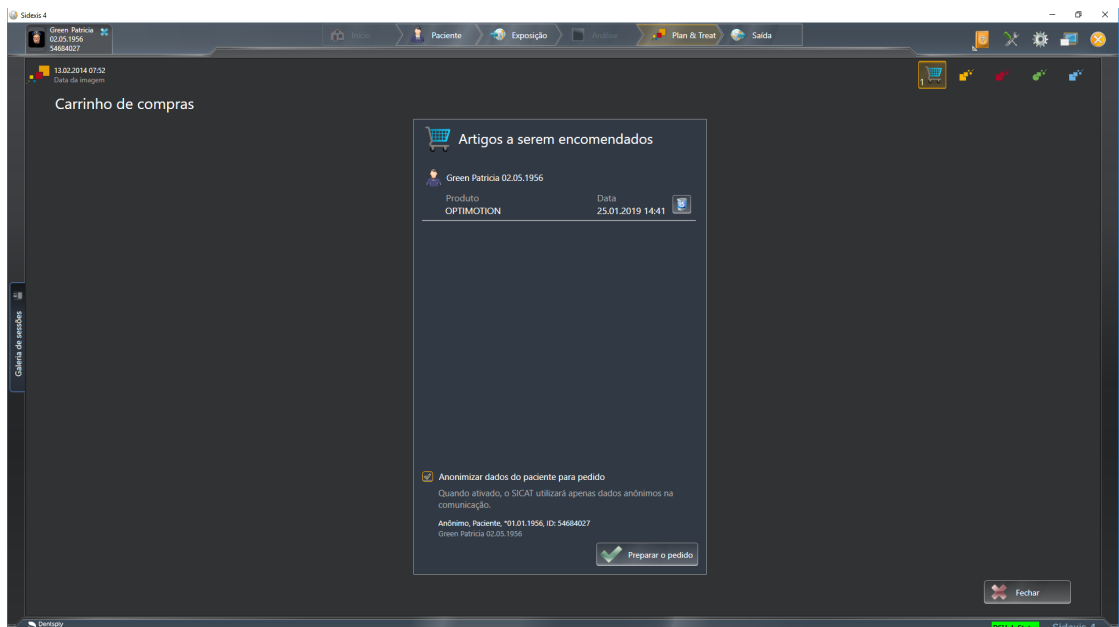 Sidexis 4
Green Patricia
02.05.1956
54684027
Início
Paciente
Exposição
Análise
Plan & Treat
Saída
13.02.2014 07:52
Data da imagem
1
Carrinho de compras
Artigos a serem encomendados
Green Patricia 02.05.1956
Produto Data
OPTIMOTION 25.01.2019 14:41
Galeria de sessões
Anonimizar dados do paciente para pedido
Quando ativado, o SICAT utilizará apenas dados anônimos na
comunicação.
Anônimo, Paciente, *01.01.1956, ID: 54684027
Green Patricia 02.05.1956
Preparar o pedido
Fechar
Dentsply
Sidexis 4